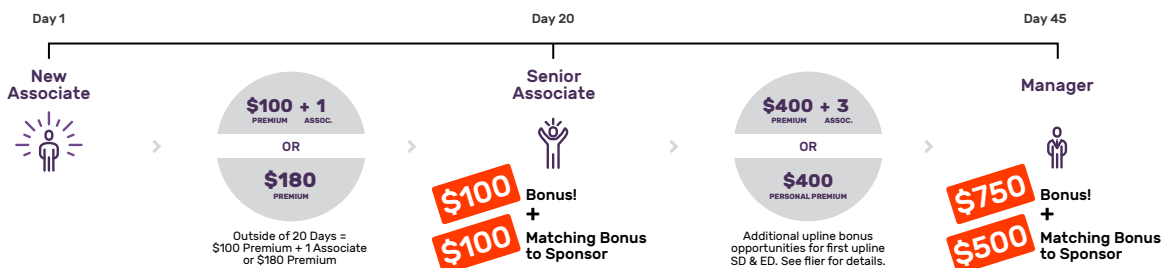 Day 1
Day 20
Day 45
New
Associate
$100 + 1
PREMIUM ASSOC.
OR
$180
PREMIUM
Outside of 20 Days =
$100 Premium + 1 Associate
or $180 Premium
Senior
Associate
$100 Bonus!
+
$100 Matching Bonus
to Sponsor
$400 + 3
PREMIUM ASSOC.
OR
$400
PERSONAL PREMIUM
Additional upline bonus
opportunities for first upline
SD & ED. See flier for details.
Manager
$750 Bonus!
+
$500 Matching Bonus
to Sponsor